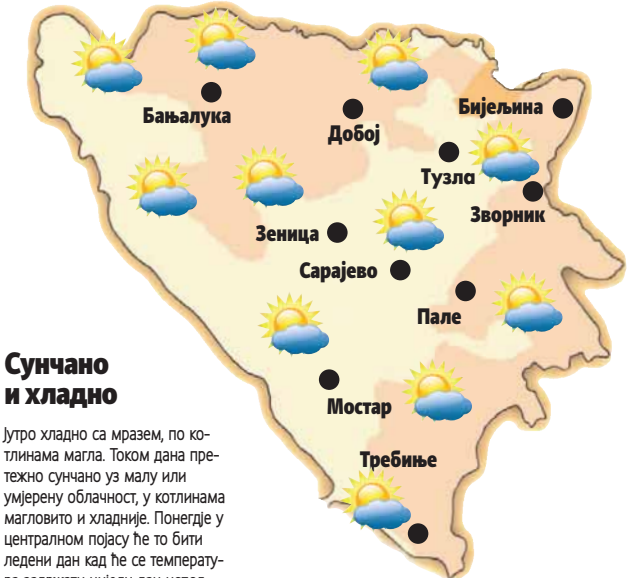 Бањалука
Добој
Бијељина
Тузла
Зворник
Зеница
Сарајево
Пале
Мостар
Требиње
Сунчано
и хладно
Јутро хладно са мразем, по ко-
тлинама магла. Током дана пре-
тежно сунчано уз малу или
умјерену облачност, у котлинама
магловито и хладније. Понегдје у
централном појасу ће то бити
ледени дан кад ће се температу-